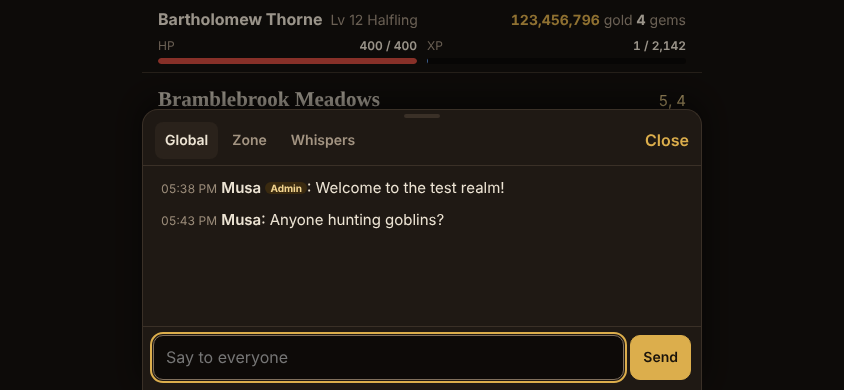 Bartholomew Thorne Lv 12 Halfling 123,456,796 gold 4 gems
HP 400 / 400 XP 1 / 2,142
Bramblebrook Meadows 5, 4
Global Zone Whispers Close
05:38 PM Musa Admin : Welcome to the test realm!
05:43 PM Musa: Anyone hunting goblins?
Say to everyone Send